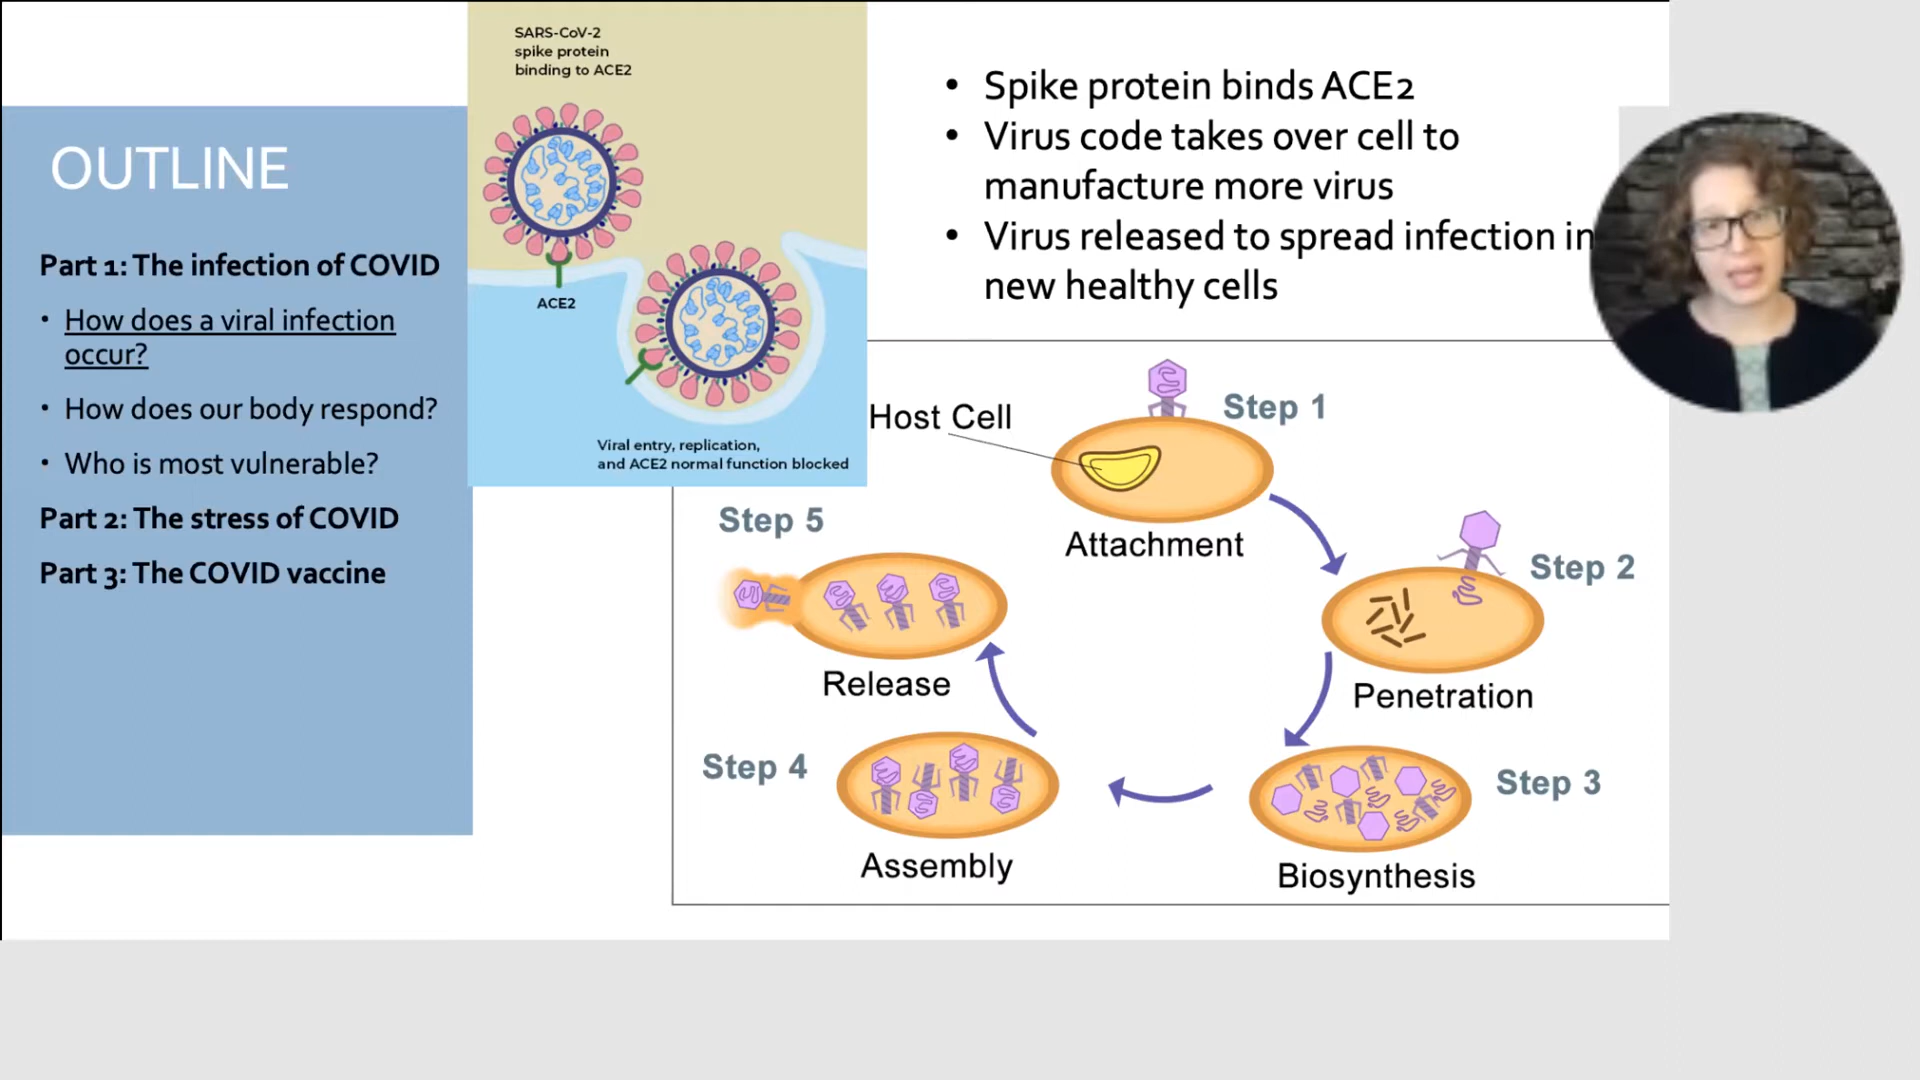 OUTLINE
Part 1: The infection of COVID
• How does a viral infection
occur?
• How does our body respond?
• Who is most vulnerable?
Part 2: The stress of COVID
Part 3: The COVID vaccine
SARS-CoV-2
spike protein
binding to ACE2
ACE2
Viral entry, replication,
and ACE2 normal function blocked
• Spike protein binds ACE2
• Virus code takes over cell to
manufacture more virus
• Virus released to spread infection in
new healthy cells
Host Cell
Step 1
Attachment
Step 2
Penetration
Step 3
Biosynthesis
Step 4
Assembly
Step 5
Release